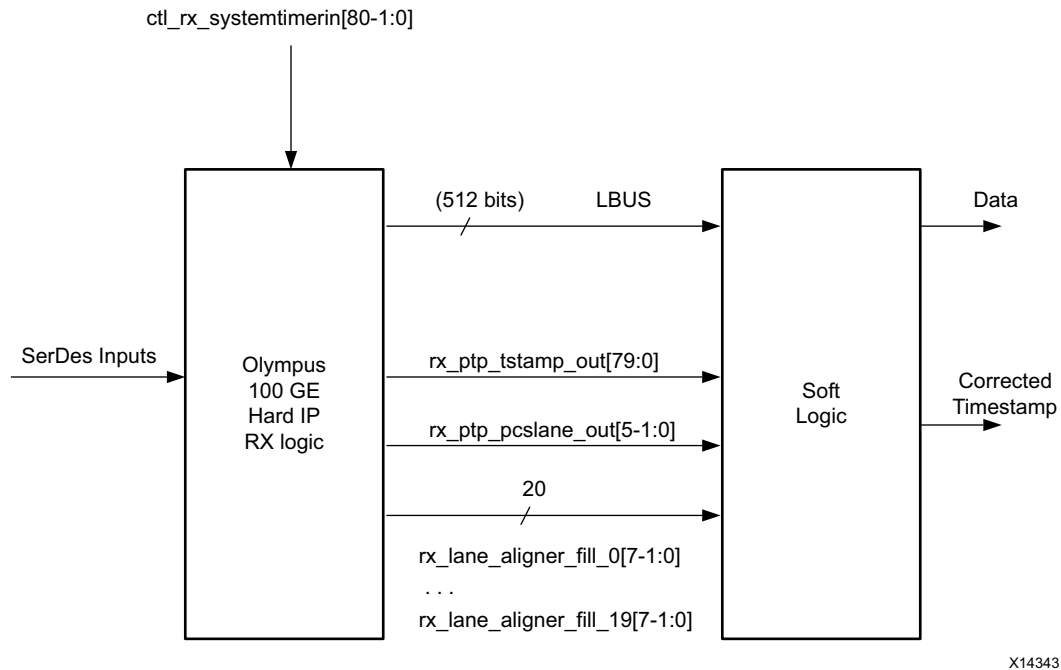 ctl_rx_systemtimerin[80-1:0]
(512 bits) LBUS
Data
SerDes Inputs
Olympus
100 GE
Hard IP
RX logic
rx_ptp_tstamp_out[79:0]
rx_ptp_pcslane_out[5-1:0]
20
rx_lane_aligner_fill_0[7-1:0]
. . .
rx_lane_aligner_fill_19[7-1:0]
Soft
Logic
Corrected
Timestamp
X14343